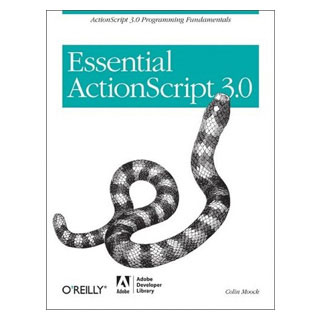 ActionScript 3.0 Programming Fundamentals
Essential
ActionScript 3.0
O'REILLY®
Adobe
Adobe
Developer
Library
Colin Moock